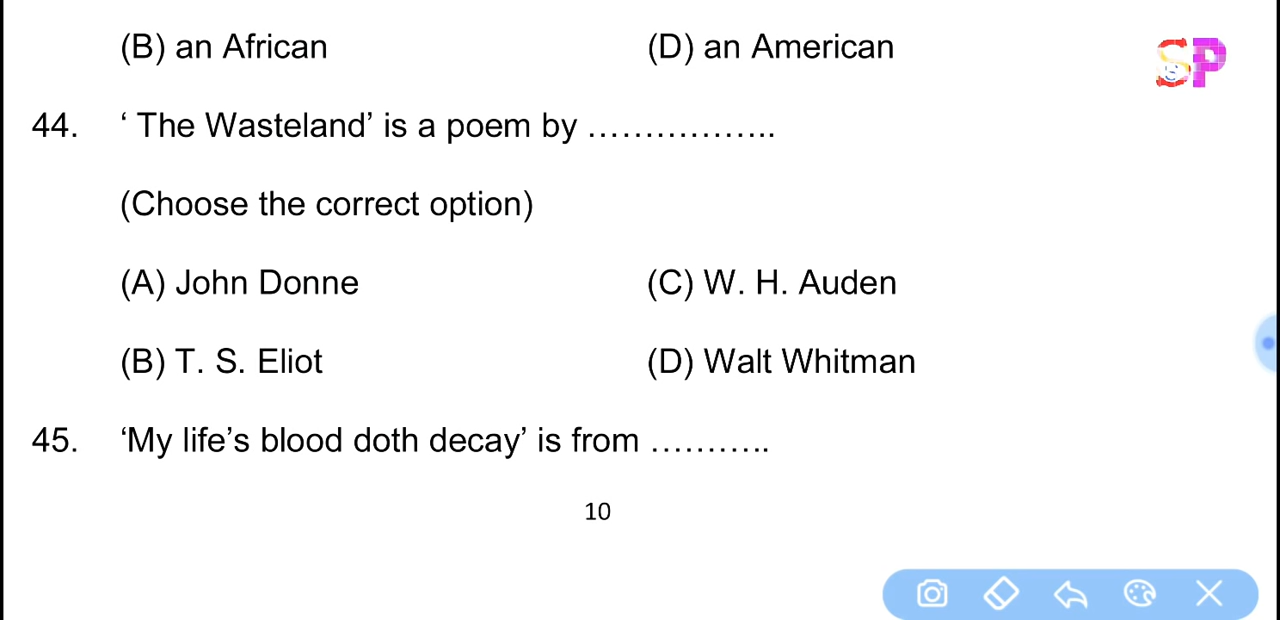 (B) an African (D) an American
SP
44. ‘ The Wasteland’ is a poem by ……………..
(Choose the correct option)
(A) John Donne (C) W. H. Auden
(B) T. S. Eliot (D) Walt Whitman
45. ‘My life’s blood doth decay’ is from ………..
10